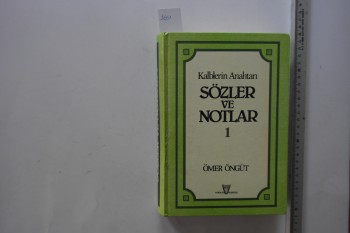 Kalblerin Anahtarı
SÖZLER
VE
NOTLAR
1
ÖMER ÖNGÜT